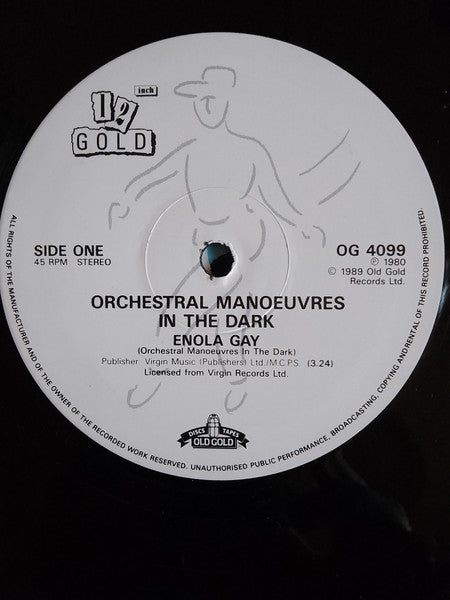 12 inch
GOLD
SIDE ONE
45 RPM STEREO
OG 4099
℗ 1980
© 1989 Old Gold
Records Ltd.
ORCHESTRAL MANOEUVRES
IN THE DARK
ENOLA GAY
(Orchestral Manoeuvres In The Dark)
Publisher: Virgin Music (Publishers) Ltd./M.C.P.S. (3.24)
Licensed from Virgin Records Ltd.
DISCS TAPES
OLD GOLD
ALL RIGHTS OF THE MANUFACTURER AND OF THE OWNER OF THE RECORDED WORK RESERVED. UNAUTHORISED PUBLIC PERFORMANCE, BROADCASTING, COPYING AND RENTAL OF THIS RECORD PROHIBITED.